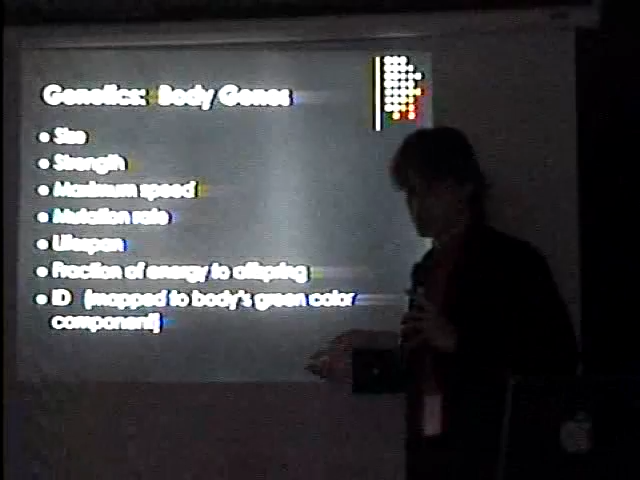 Genetics: Body Genes
• Size
• Strength
• Maximum speed
• Mutation rate
• Lifespan
• Fraction of energy to offspring
• ID (mapped to body's green color
component)